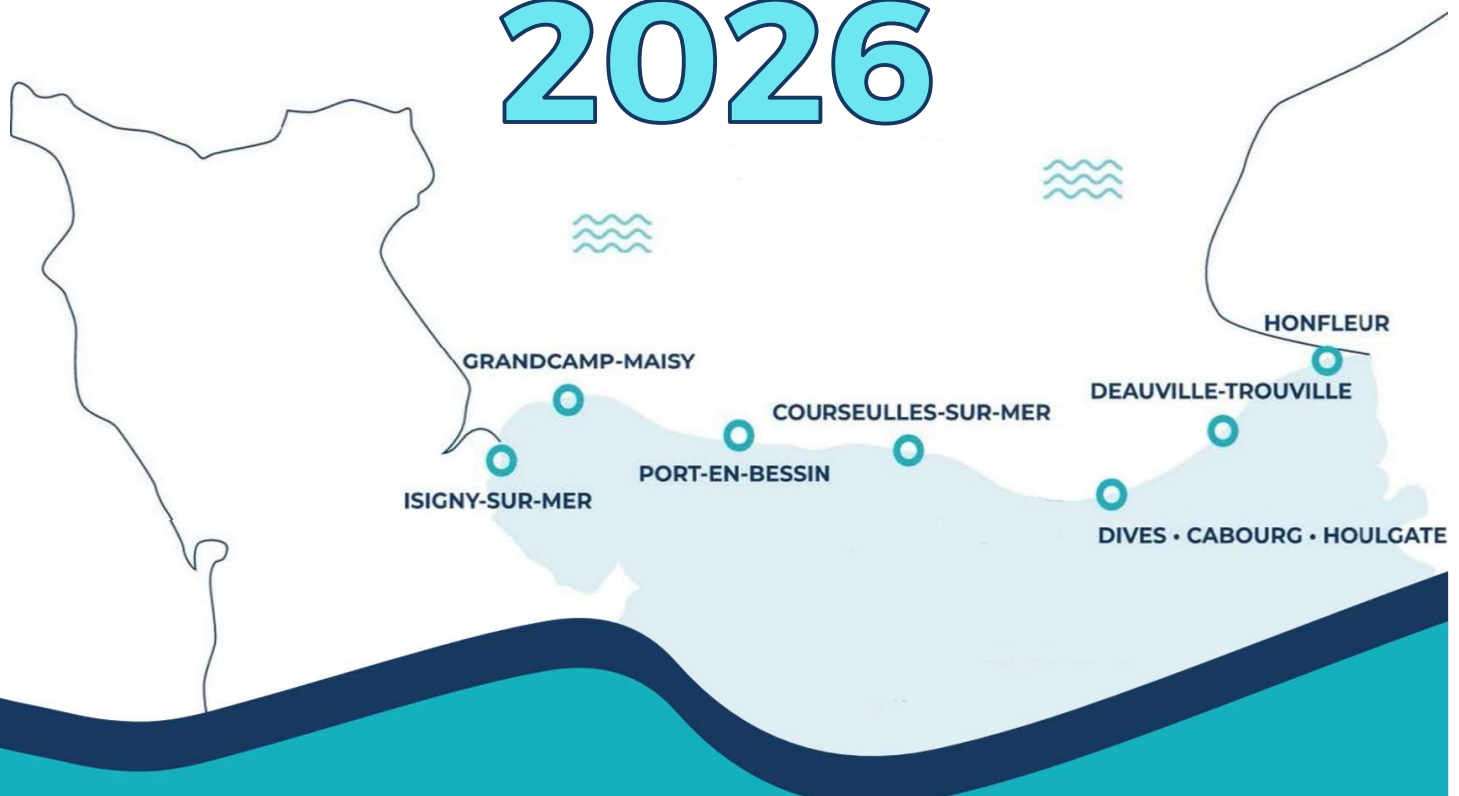 2026
HONFLEUR
GRANDCAMP-MAISY
DEAUVILLE-TROUVILLE
COURSEULLES-SUR-MER
PORT-EN-BESSIN
ISIGNY-SUR-MER
DIVES • CABOURG • HOULGATE